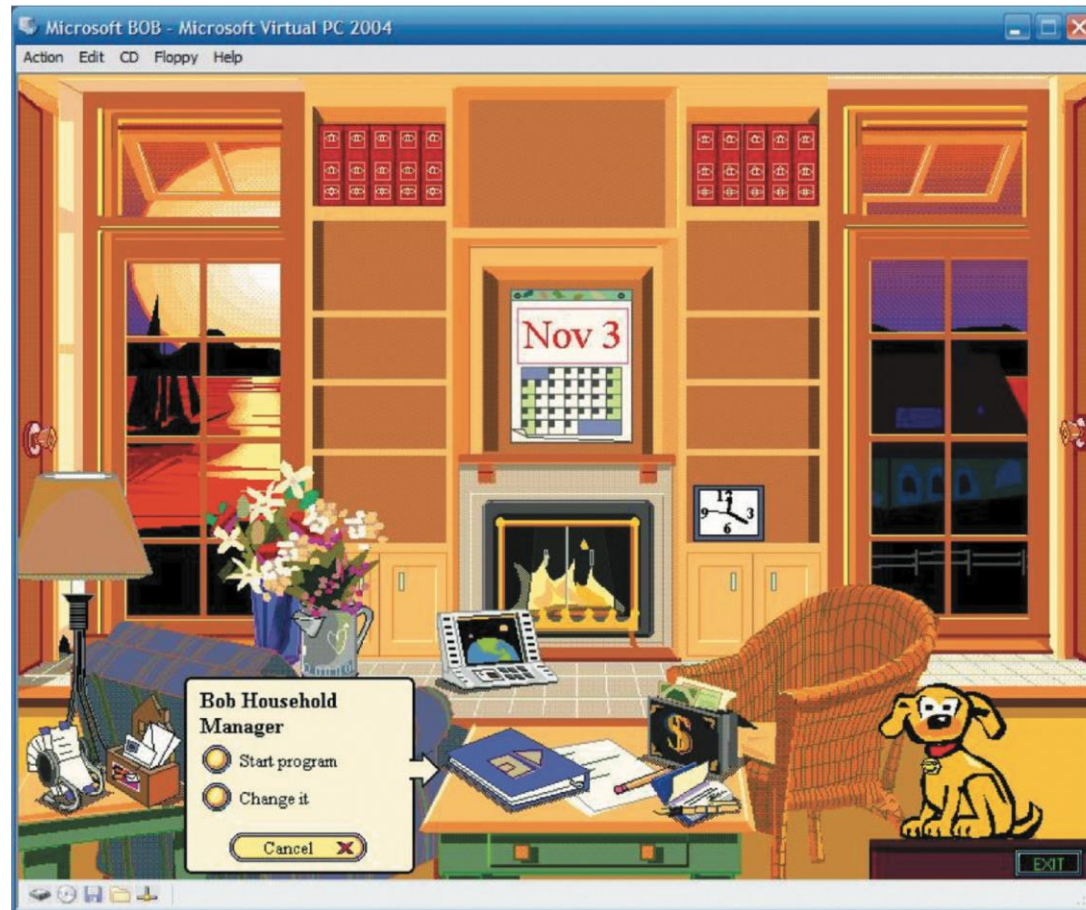 Microsoft BOB - Microsoft Virtual PC 2004
Action Edit CD Floppy Help
Nov 3
12
9 3
6
Bob Household
Manager
Start program
Change it
Cancel
$
EXIT